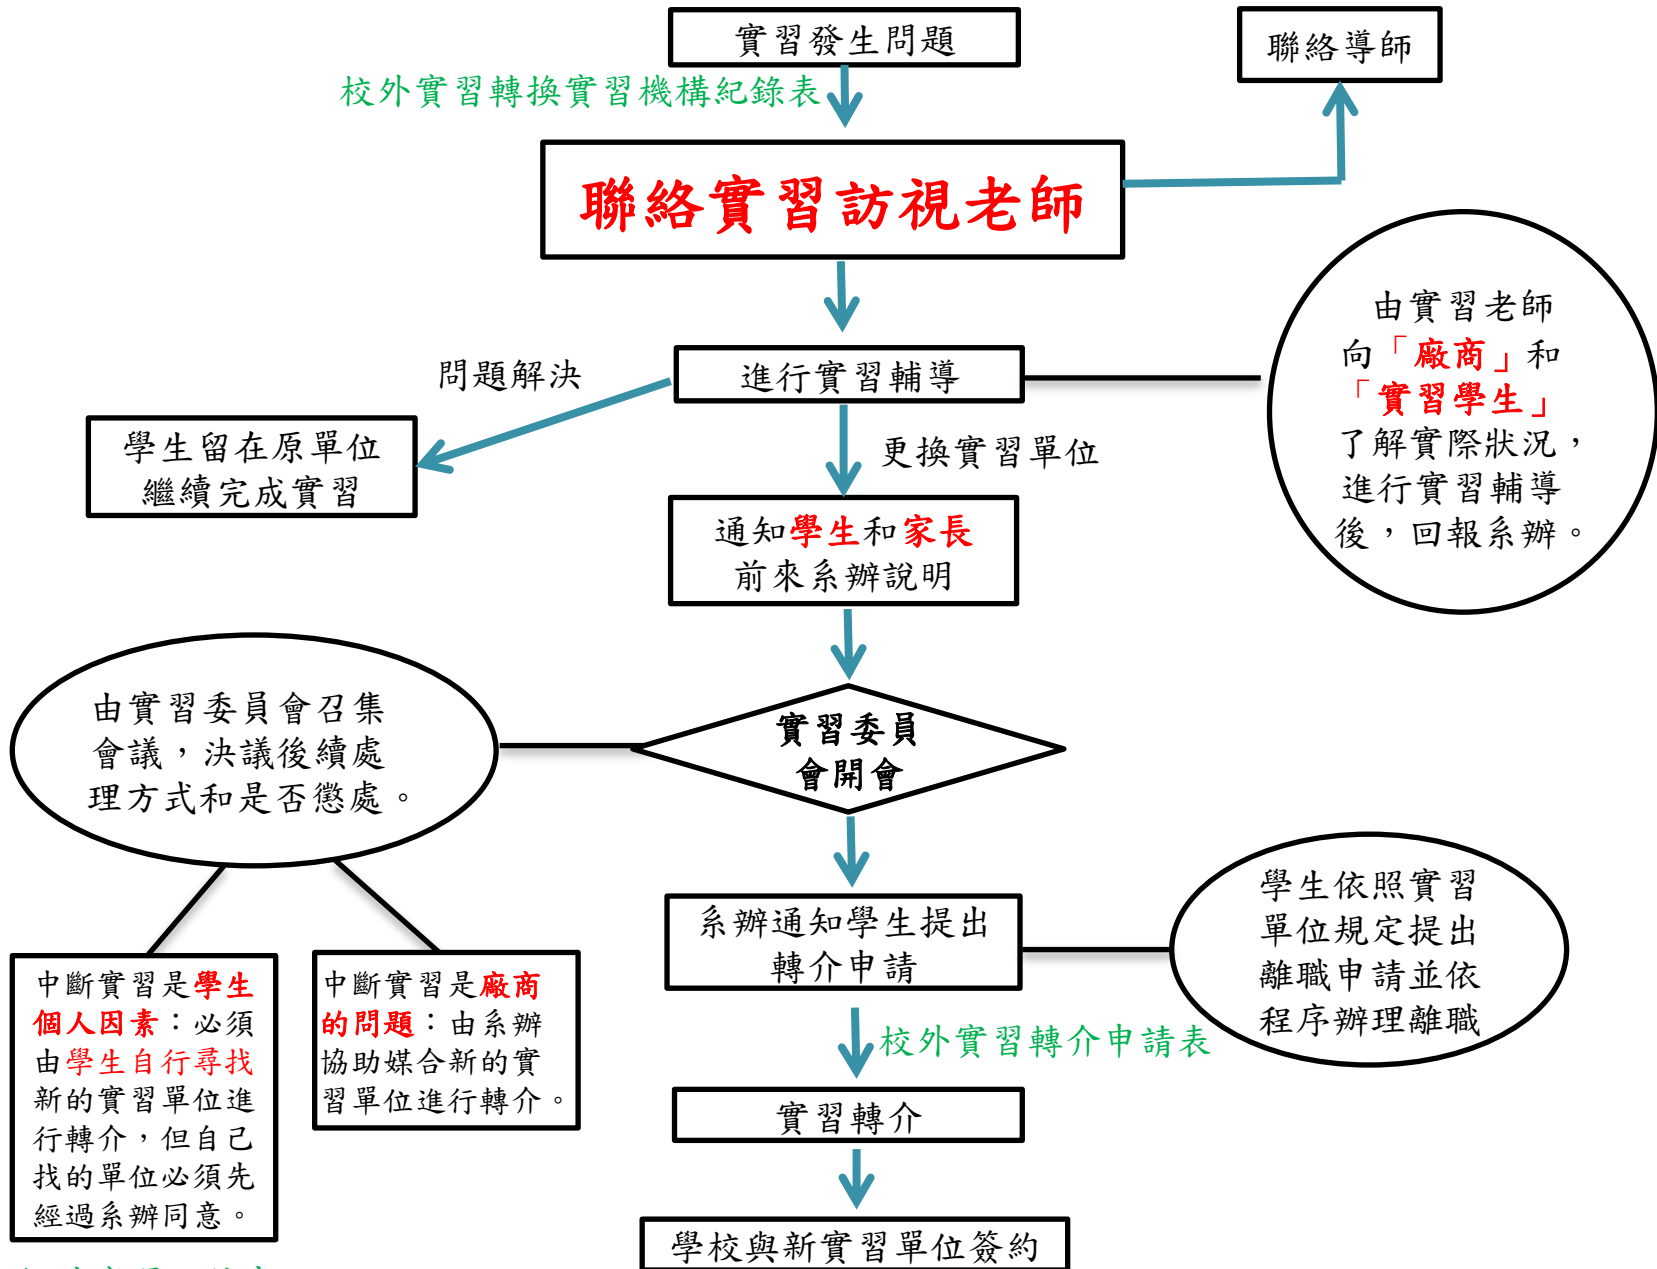 實習發生問題
聯絡導師
校外實習轉換實習機構紀錄表
聯絡實習訪視老師
由實習老師
向「廠商」和
「實習學生」
了解實際狀況，
進行實習輔導
後，回報系辦。
問題解決
進行實習輔導
學生留在原單位
繼續完成實習
更換實習單位
通知學生和家長
前來系辦說明
由實習委員會召集
會議，決議後續處
理方式和是否懲處。
實習委員
會開會
系辦通知學生提出
轉介申請
學生依照實習
單位規定提出
離職申請並依
程序辦理離職
中斷實習是學生
個人因素：必須
由學生自行尋找
新的實習單位進
行轉介，但自己
找的單位必須先
經過系辦同意。
中斷實習是廠商
的問題：由系辦
協助媒合新的實
習單位進行轉介。
校外實習轉介申請表
實習轉介
學校與新實習單位簽約